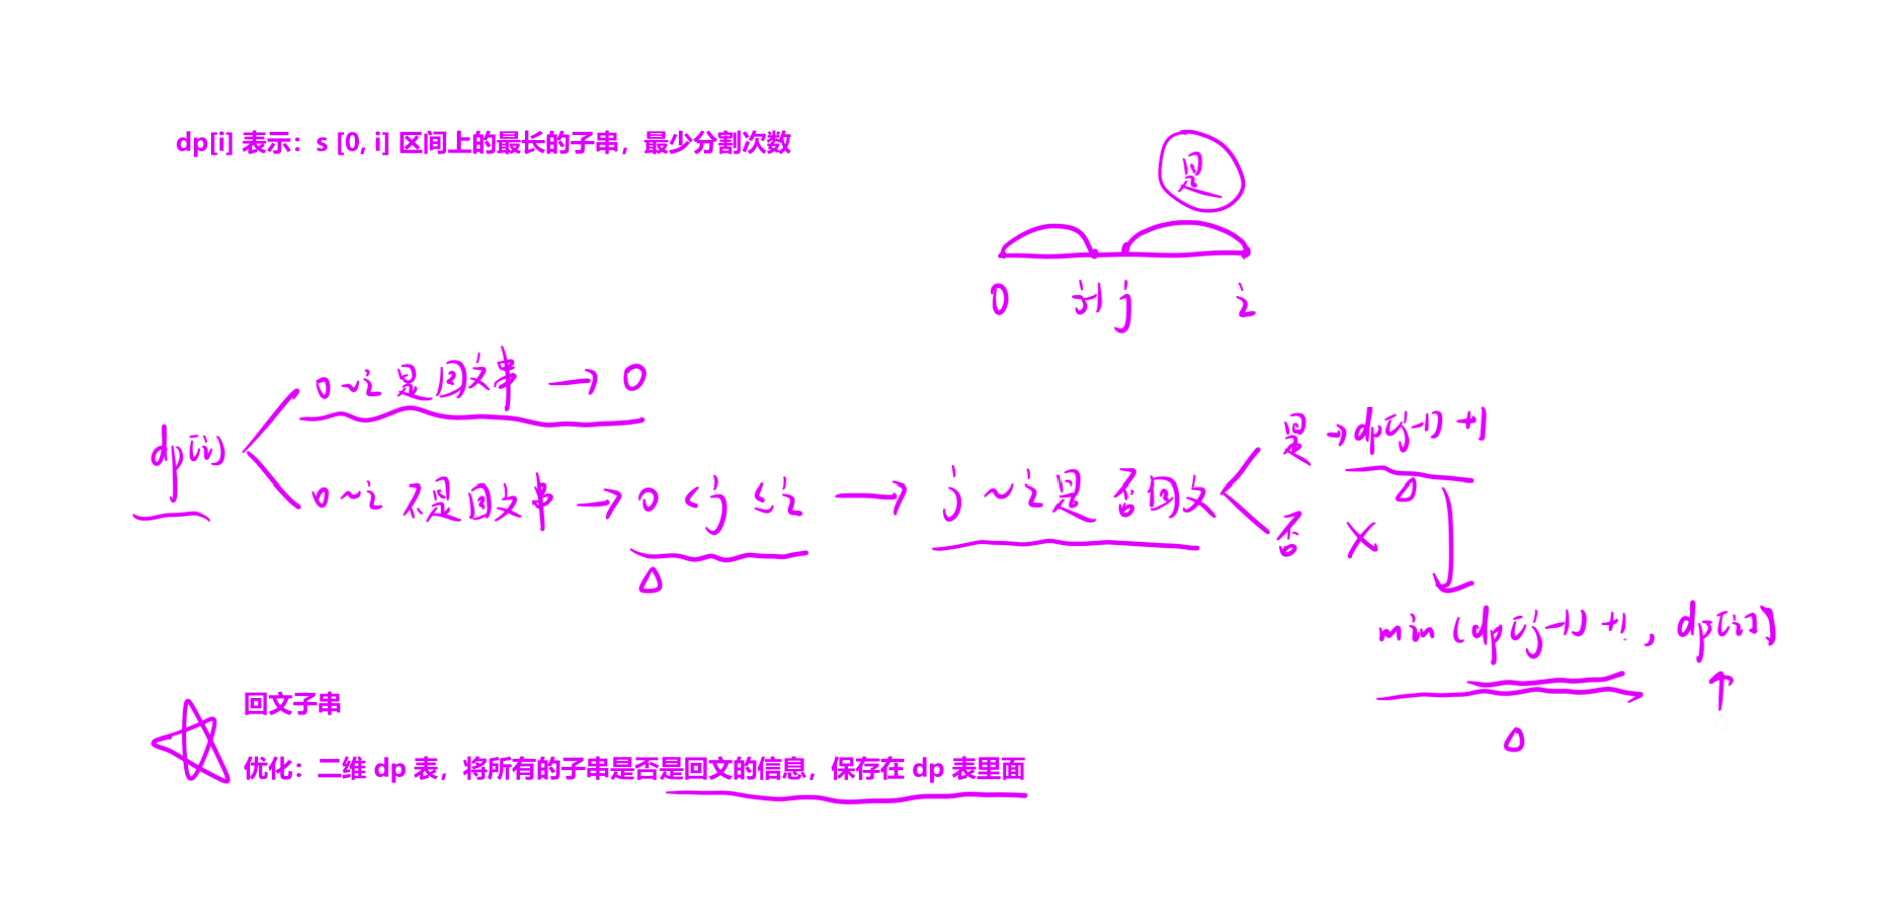 dp[i] 表示：s [0, i] 区间上的最长的子串，最少分割次数
是
0 j-1 j i
0~i 是回文串 → 0
dp[i]
0~i 不是回文串 → 0 < j ≤ i → j ~ i 是否回文
是 → dp[j-1] +1
否 ×
min (dp[j-1] +1, dp[i])
回文子串
优化：二维 dp 表，将所有的子串是否是回文的信息，保存在 dp 表里面